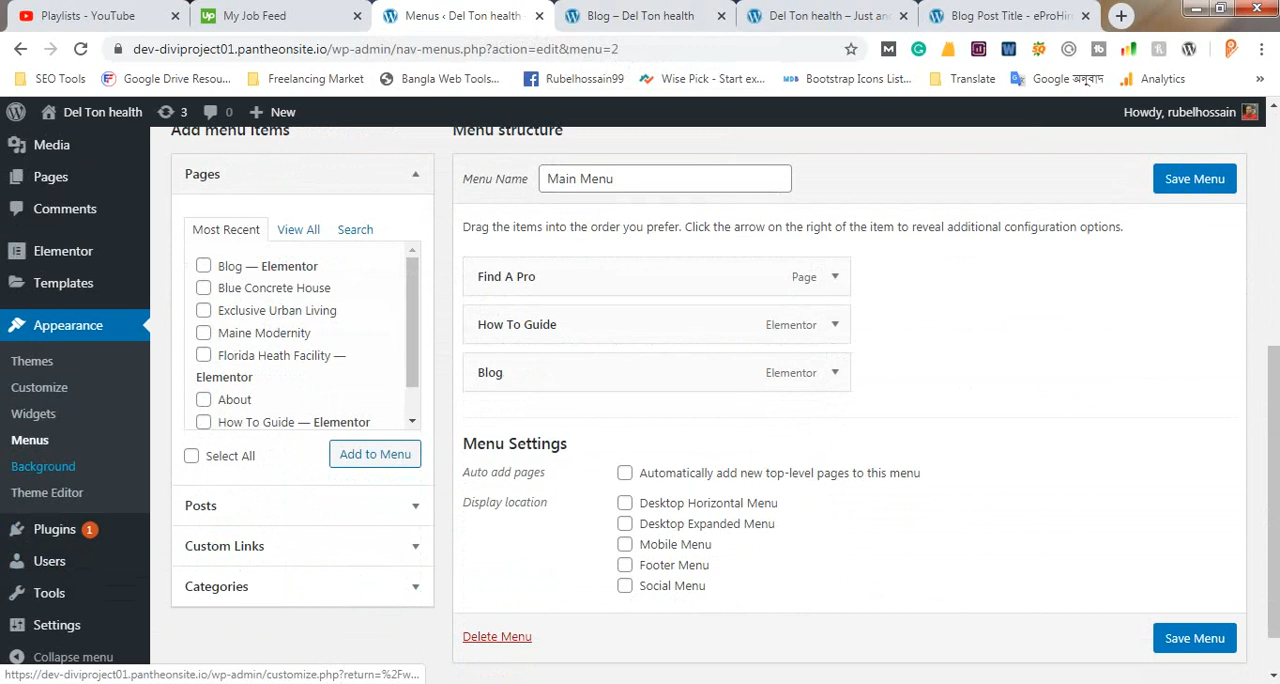 Playlists - YouTube
My Job Feed
Menus ‹ Del Ton health
Blog – Del Ton health
Del Ton health – Just an
Blog Post Title - eProHi
dev-diviproject01.pantheonsite.io/wp-admin/nav-menus.php?action=edit&menu=2
SEO Tools
Google Drive Resou...
Freelancing Market
Bangla Web Tools...
Rubelhossain99
Wise Pick - Start ex...
Bootstrap Icons List...
Translate
Google অনুবাদ
Analytics
»
Del Ton health
3
0
New
Howdy, rubelhossain
Media
Pages
Comments
Elementor
Templates
Appearance
Themes
Customize
Widgets
Menus
Background
Theme Editor
Plugins 1
Users
Tools
Settings
Collapse menu
Add menu items
Pages
Most Recent
View All
Search
Blog — Elementor
Blue Concrete House
Exclusive Urban Living
Maine Modernity
Florida Heath Facility —
Elementor
About
How To Guide — Elementor
Select All
Add to Menu
Posts
Custom Links
Categories
Menu structure
Menu Name
Main Menu
Save Menu
Drag the items into the order you prefer. Click the arrow on the right of the item to reveal additional configuration options.
Find A Pro Page
How To Guide Elementor
Blog Elementor
Menu Settings
Auto add pages
Automatically add new top-level pages to this menu
Display location
Desktop Horizontal Menu
Desktop Expanded Menu
Mobile Menu
Footer Menu
Social Menu
Delete Menu
Save Menu
https://dev-diviproject01.pantheonsite.io/wp-admin/customize.php?return=%2Fw...